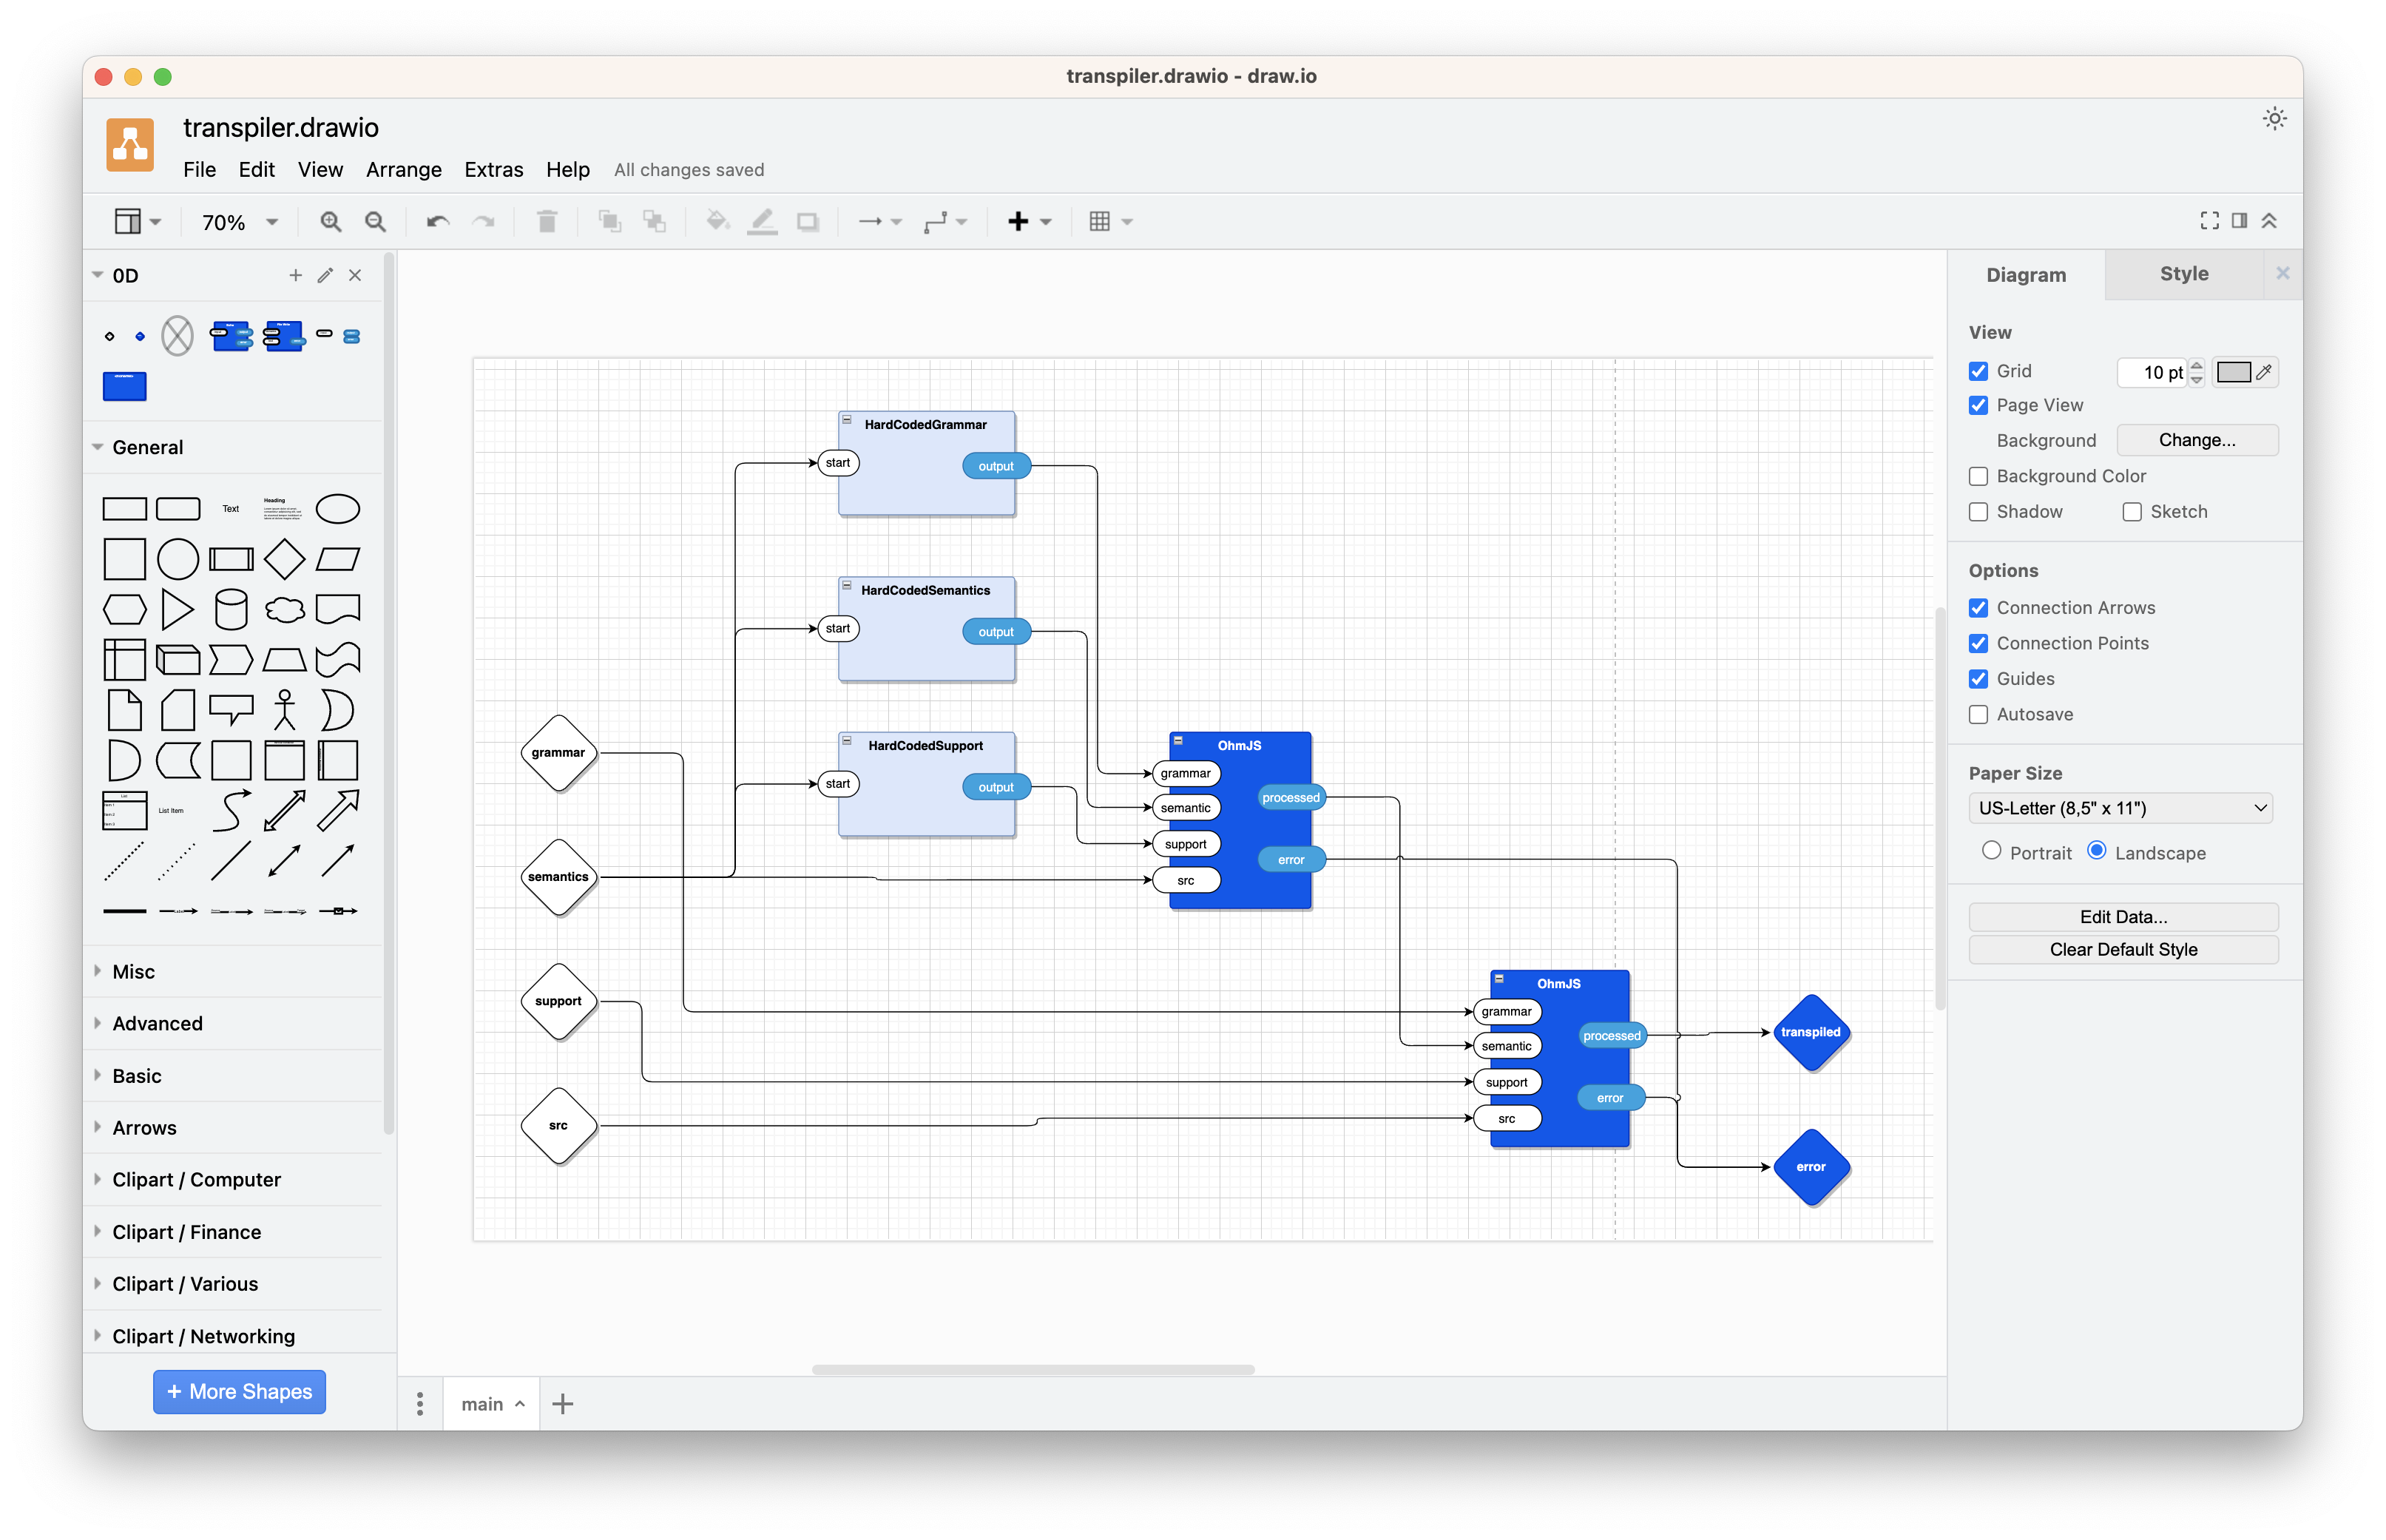 transpiler.drawio - draw.io
transpiler.drawio
File Edit View Arrange Extras Help All changes saved
70%
0D
General
Text
Heading
List Item
Misc
Advanced
Basic
Arrows
Clipart / Computer
Clipart / Finance
Clipart / Various
Clipart / Networking
+ More Shapes
HardCodedGrammar
start
output
HardCodedSemantics
start
output
HardCodedSupport
start
output
grammar
semantics
support
src
OhmJS
grammar
semantic
support
src
processed
error
OhmJS
grammar
semantic
support
src
processed
error
transpiled
error
main
Diagram Style
View
Grid 10 pt
Page View
Background Change...
Background Color
Shadow Sketch
Options
Connection Arrows
Connection Points
Guides
Autosave
Paper Size
US-Letter (8,5" x 11")
Portrait Landscape
Edit Data...
Clear Default Style